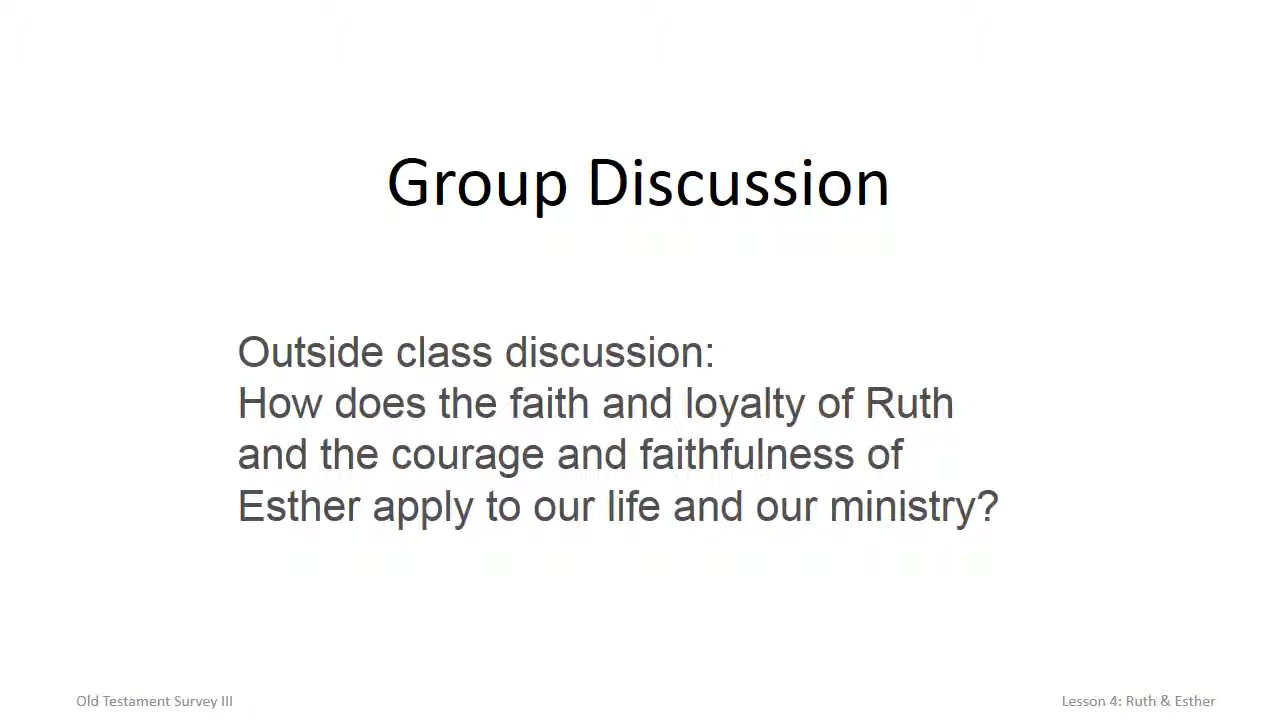 Group Discussion
Outside class discussion:
How does the faith and loyalty of Ruth
and the courage and faithfulness of
Esther apply to our life and our ministry?
Old Testament Survey III
Lesson 4: Ruth & Esther